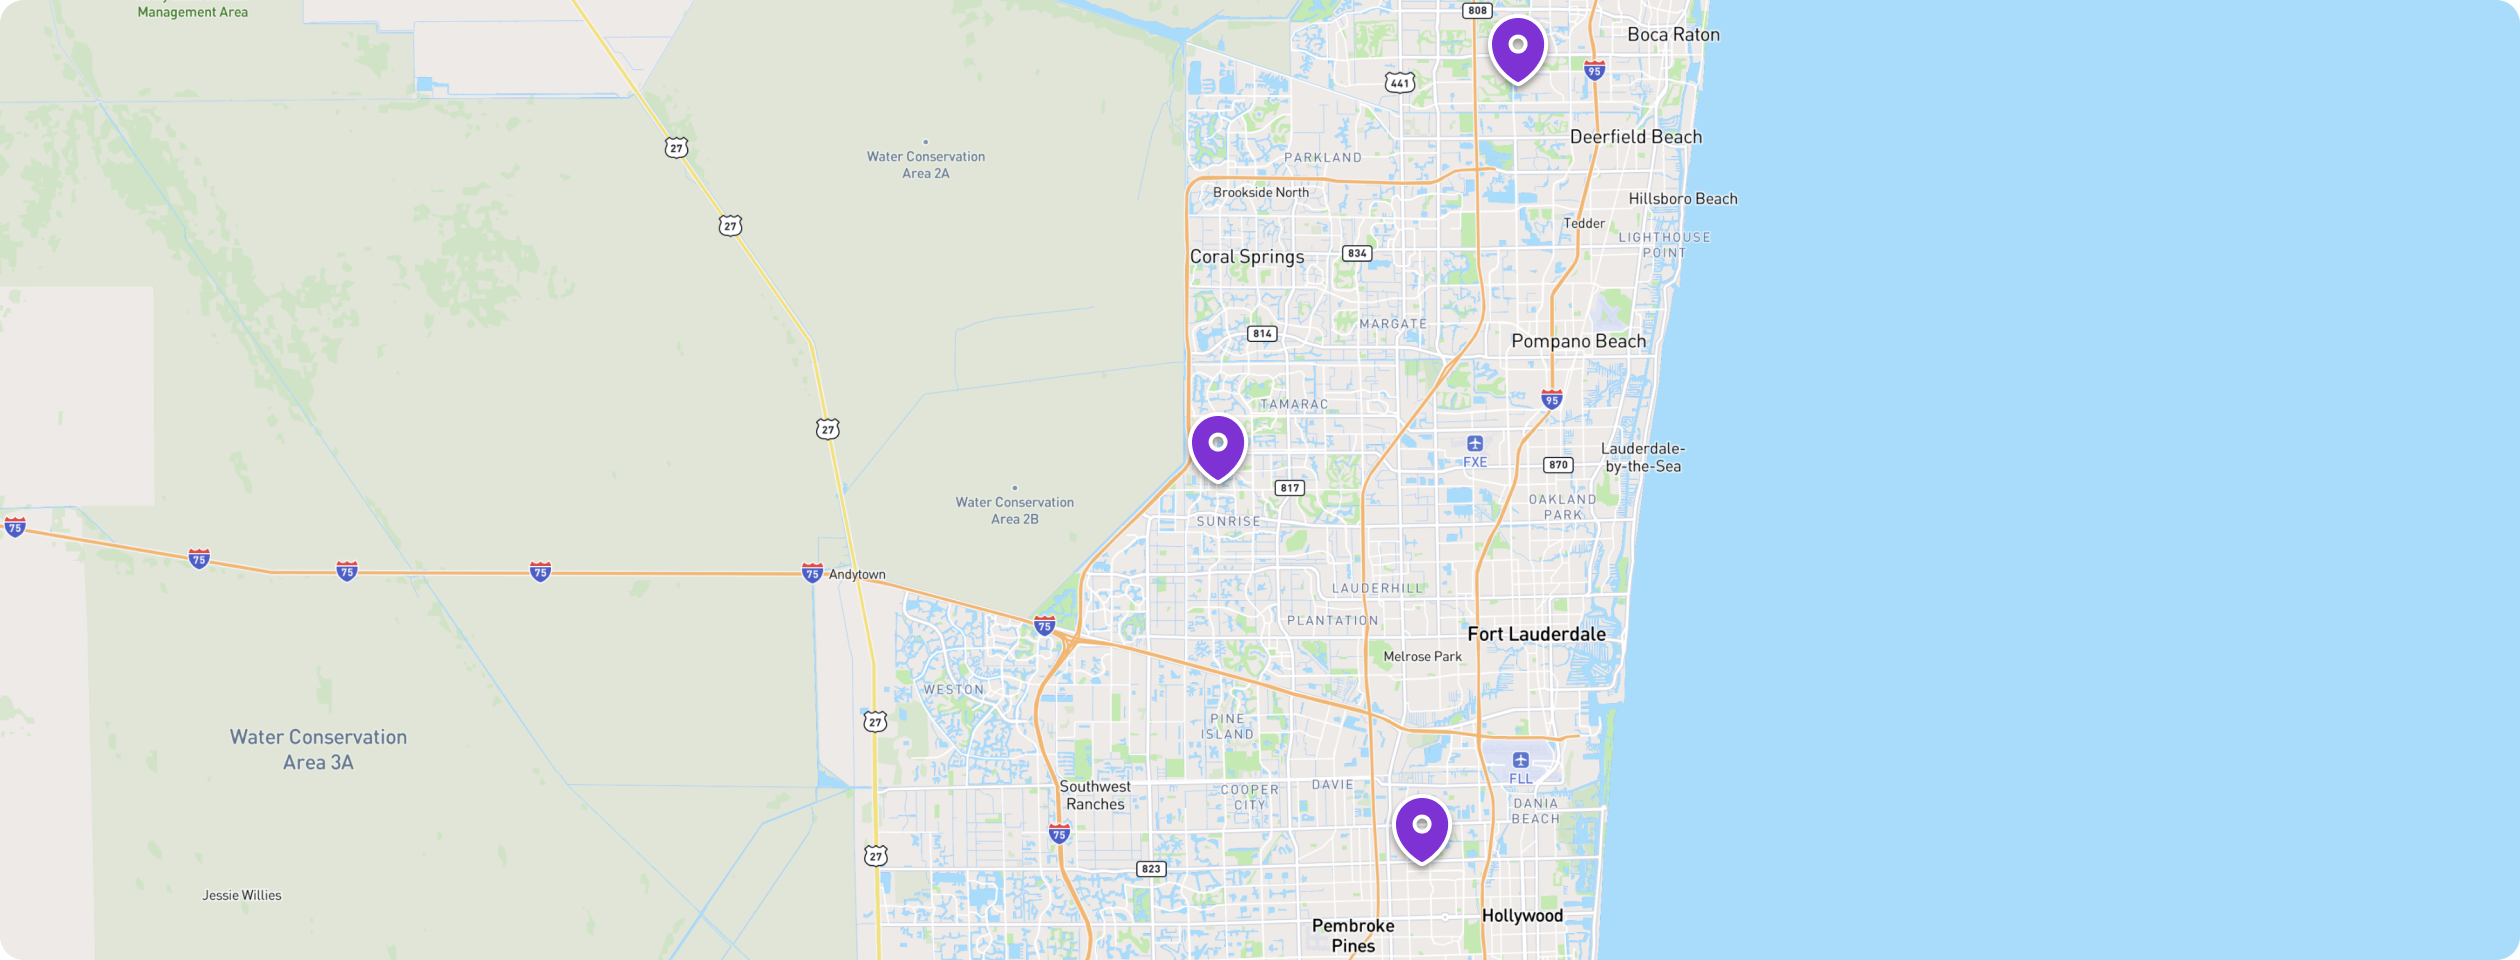 Management Area
808
Boca Raton
95
441
Deerfield Beach
27
Water Conservation
Area 2A
PARKLAND
Brookside North
Hillsboro Beach
Tedder
27
LIGHTHOUSE
POINT
Coral Springs
834
MARGATE
814
Pompano Beach
95
TAMARAC
27
FXE
870
Lauderdale-
by-the-Sea
817
Water Conservation
Area 2B
OAKLAND
PARK
SUNRISE
75
75
75
75
75
Andytown
LAUDERHILL
PLANTATION
75
Fort Lauderdale
Melrose Park
WESTON
27
PINE
ISLAND
Water Conservation
Area 3A
FLL
Southwest
Ranches
COOPER
CITY
DAVIE
DANIA
BEACH
75
27
823
Jessie Willies
Hollywood
Pembroke
Pines